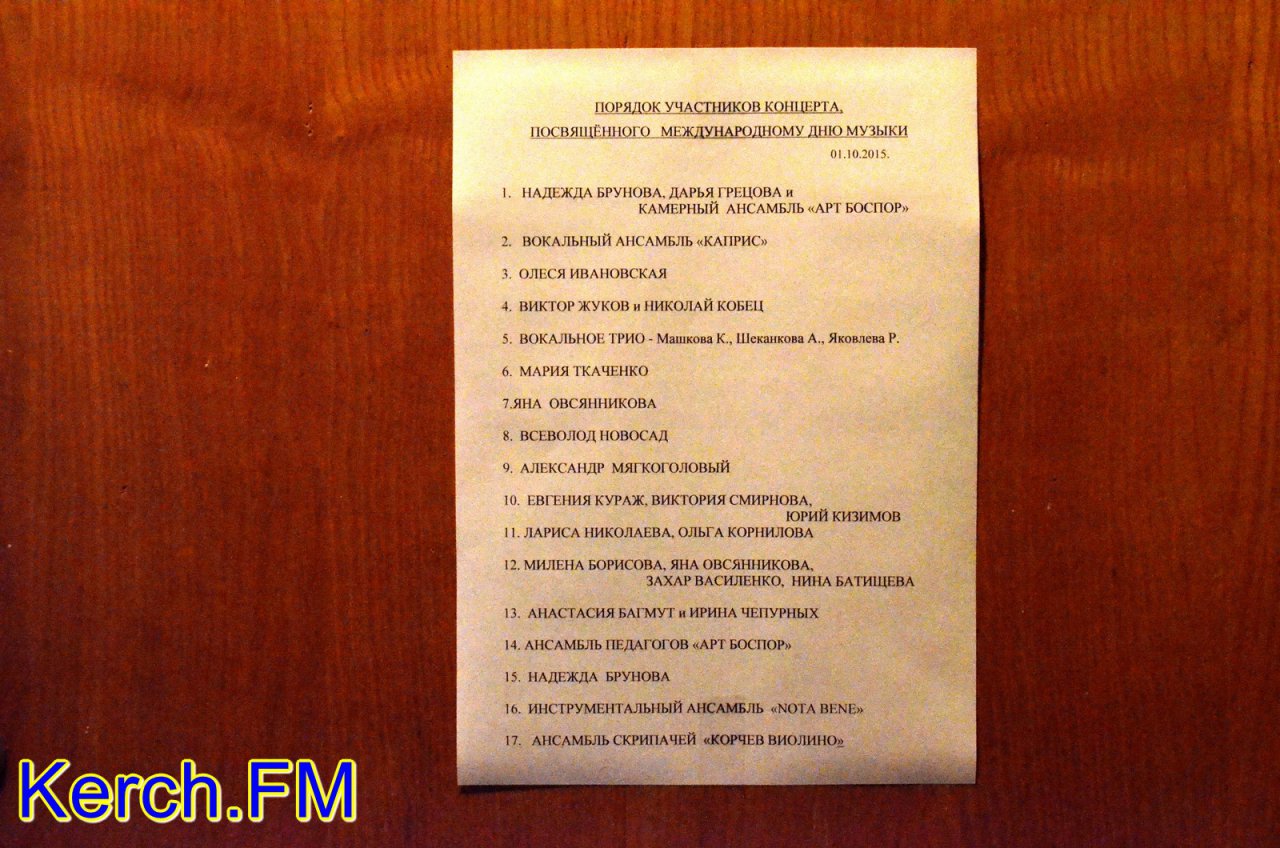 ПОРЯДОК УЧАСТНИКОВ КОНЦЕРТА,
ПОСВЯЩЁННОГО МЕЖДУНАРОДНОМУ ДНЮ МУЗЫКИ
01.10.2015.
1. НАДЕЖДА БРУНОВА, ДАРЬЯ ГРЕЦОВА и
КАМЕРНЫЙ АНСАМБЛЬ «АРТ БОСПОР»
2. ВОКАЛЬНЫЙ АНСАМБЛЬ «КАПРИС»
3. ОЛЕСЯ ИВАНОВСКАЯ
4. ВИКТОР ЖУКОВ и НИКОЛАЙ КОБЕЦ
5. ВОКАЛЬНОЕ ТРИО - Машкова К., Шеканкова А., Яковлева Р.
6. МАРИЯ ТКАЧЕНКО
7.ЯНА ОВСЯННИКОВА
8. ВСЕВОЛОД НОВОСАД
9. АЛЕКСАНДР МЯГКОГОЛОВЫЙ
10. ЕВГЕНИЯ КУРАЖ, ВИКТОРИЯ СМИРНОВА,
ЮРИЙ КИЗИМОВ
11. ЛАРИСА НИКОЛАЕВА, ОЛЬГА КОРНИЛОВА
12. МИЛЕНА БОРИСОВА, ЯНА ОВСЯННИКОВА,
ЗАХАР ВАСИЛЕНКО, НИНА БАТИЩЕВА
13. АНАСТАСИЯ БАГМУТ и ИРИНА ЧЕПУРНЫХ
14. АНСАМБЛЬ ПЕДАГОГОВ «АРТ БОСПОР»
15. НАДЕЖДА БРУНОВА
16. ИНСТРУМЕНТАЛЬНЫЙ АНСАМБЛЬ «NOTA BENE»
17. АНСАМБЛЬ СКРИПАЧЕЙ «КОРЧЕВ ВИОЛИНО»
Kerch.FM